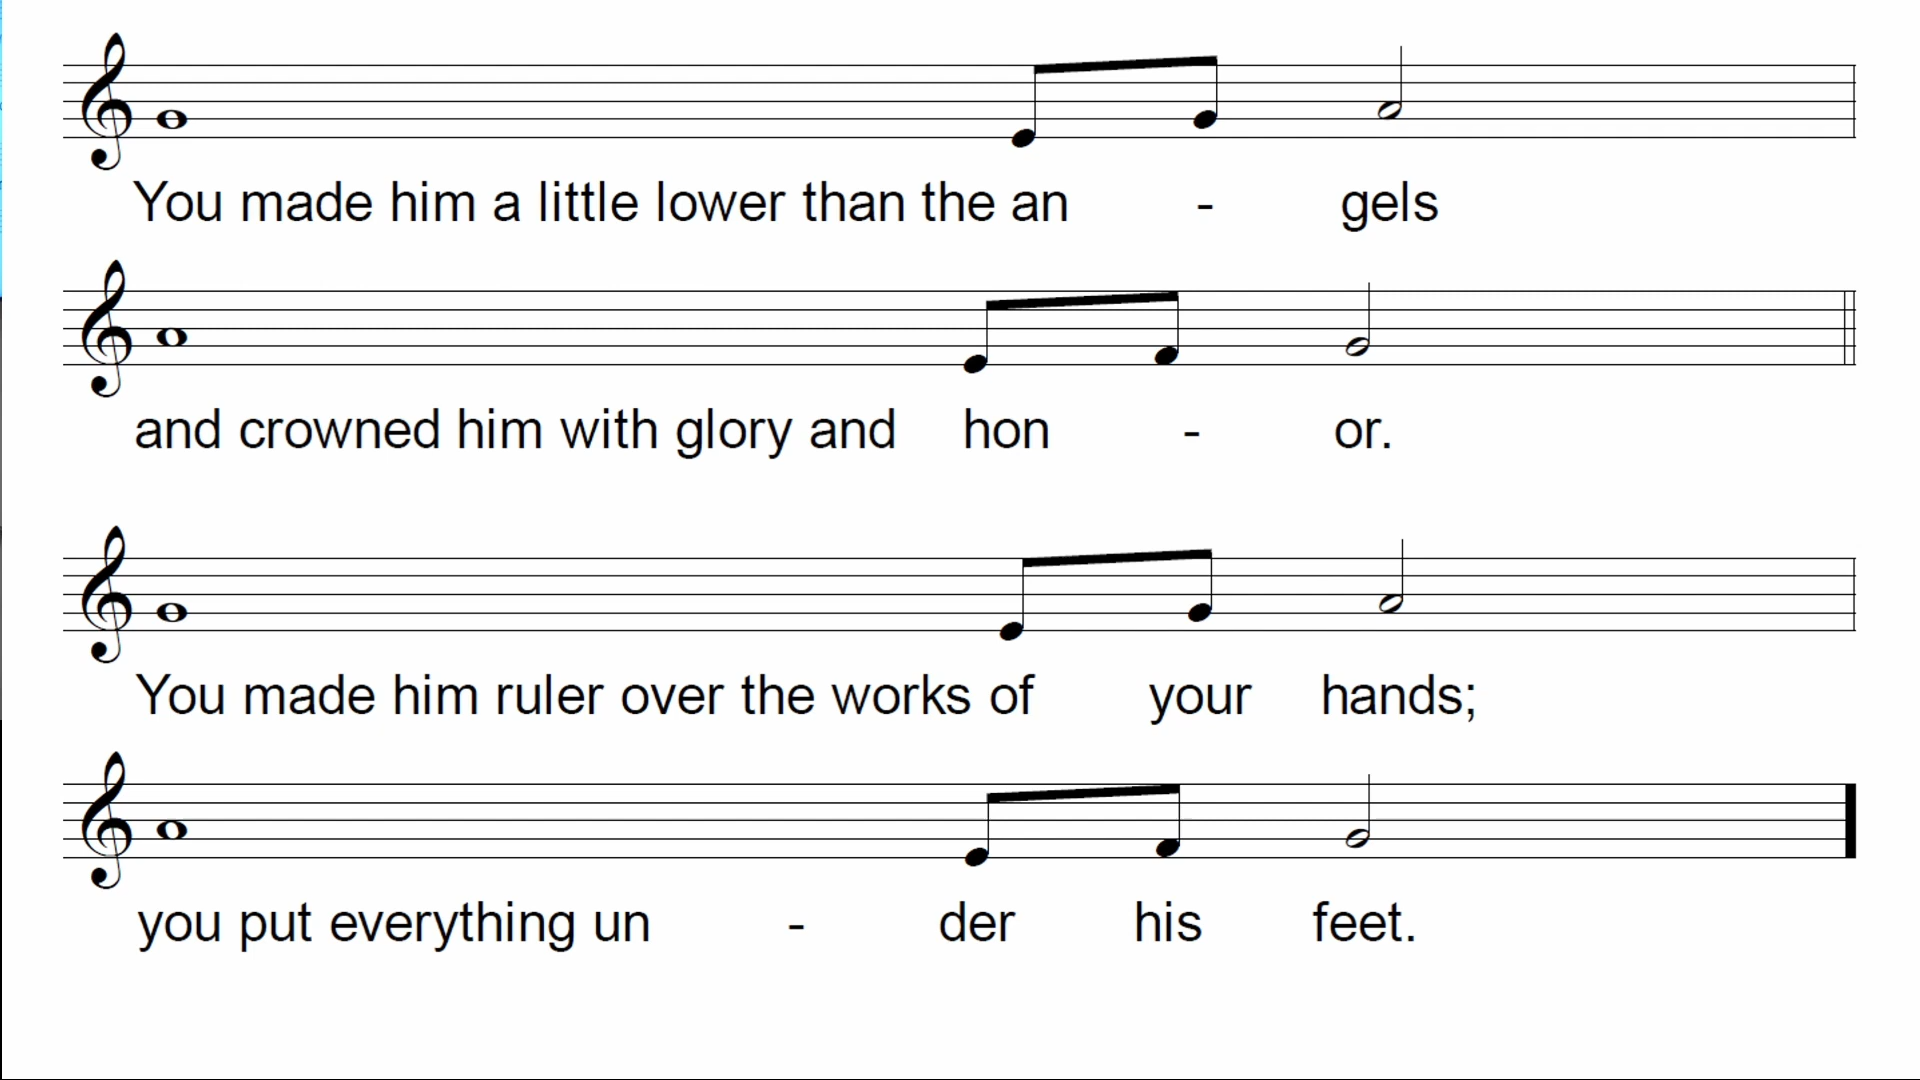 You made him a little lower than the an - gels
and crowned him with glory and hon - or.
You made him ruler over the works of your hands;
you put everything un - der his feet.